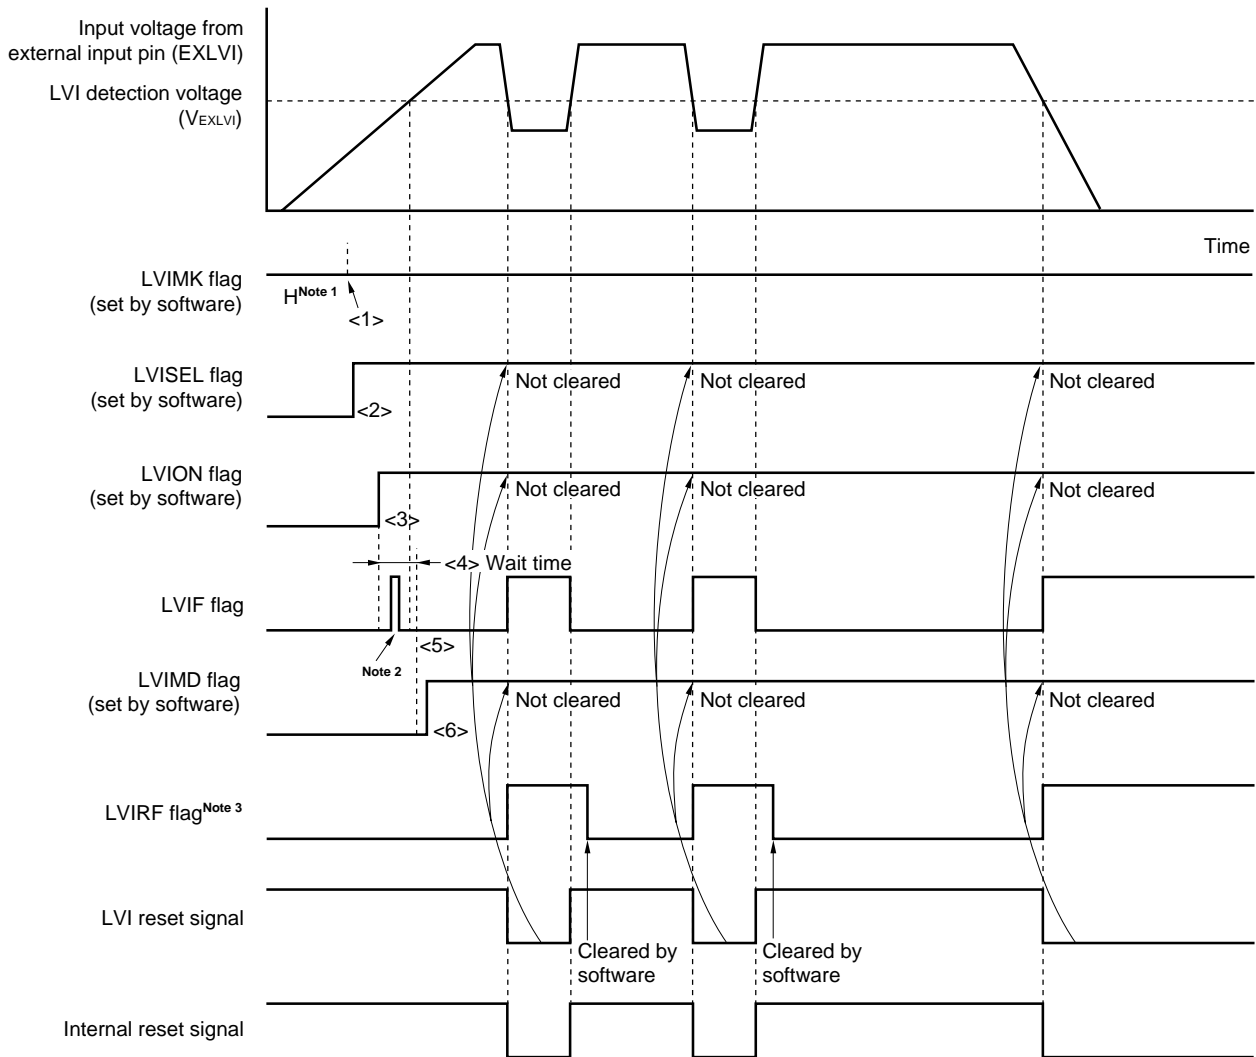 Input voltage from
external input pin (EXLVI)
LVI detection voltage
(VEXLVI)
Time
LVIMK flag
(set by software)
HNote 1
<1>
LVISEL flag
(set by software)
<2>
Not cleared
Not cleared
Not cleared
LVION flag
(set by software)
<3>
Not cleared
Not cleared
Not cleared
<4> Wait time
LVIF flag
Note 2
<5>
LVIMD flag
(set by software)
<6>
Not cleared
Not cleared
Not cleared
LVIRF flagNote 3
LVI reset signal
Cleared by
software
Cleared by
software
Internal reset signal